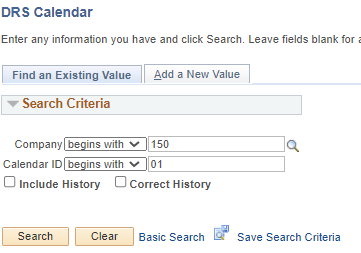 DRS Calendar
Enter any information you have and click Search. Leave fields blank for a
Find an Existing Value Add a New Value
Search Criteria
Company begins with 150
Calendar ID begins with 01
Include History Correct History
Search Clear Basic Search Save Search Criteria